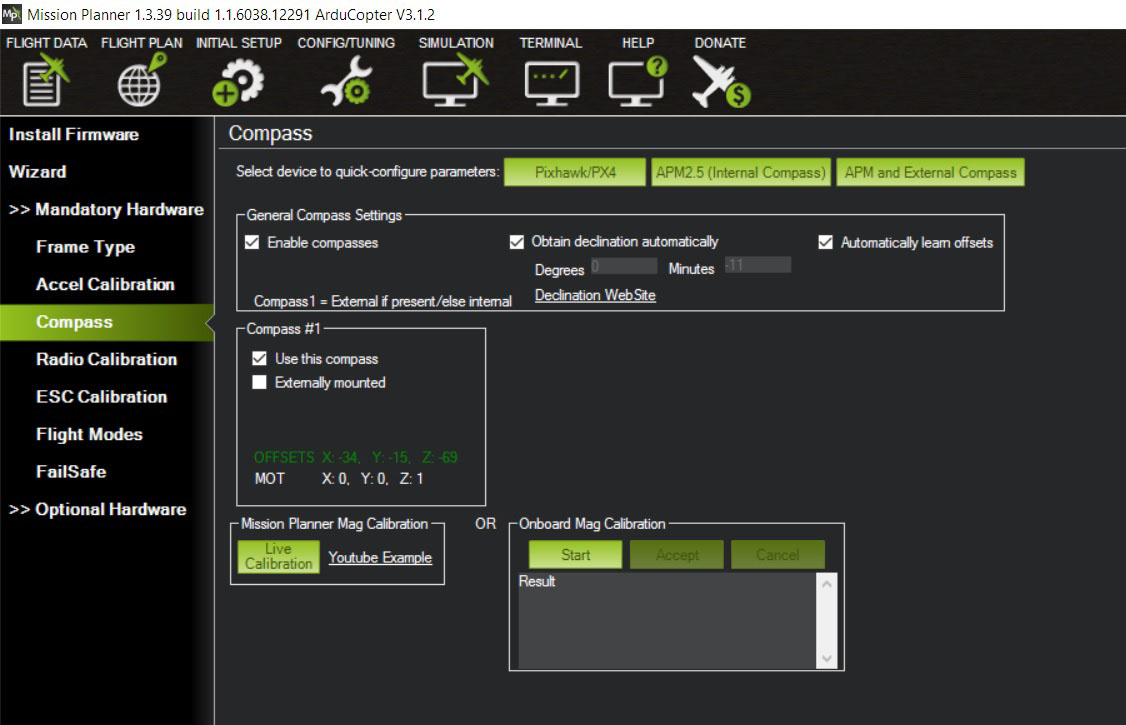 Mp Mission Planner 1.3.39 build 1.1.6038.12291 ArduCopter V3.1.2
FLIGHT DATA FLIGHT PLAN INITIAL SETUP CONFIG/TUNING SIMULATION TERMINAL HELP DONATE
Install Firmware
Wizard
>> Mandatory Hardware
Frame Type
Accel Calibration
Compass
Radio Calibration
ESC Calibration
Flight Modes
FailSafe
>> Optional Hardware
Compass
Select device to quick-configure parameters: Pixhawk/PX4 APM2.5 (Internal Compass) APM and External Compass
General Compass Settings
Enable compasses Obtain declination automatically Automatically learn offsets
Degrees 0 Minutes -11
Compass1 = External if present/else internal Declination WebSite
Compass #1
Use this compass
Externally mounted
OFFSETS X: -34, Y: -15, Z: -69
MOT X: 0, Y: 0, Z: 1
Mission Planner Mag Calibration
Live
Calibration Youtube Example
OR
Onboard Mag Calibration
Start Accept Cancel
Result